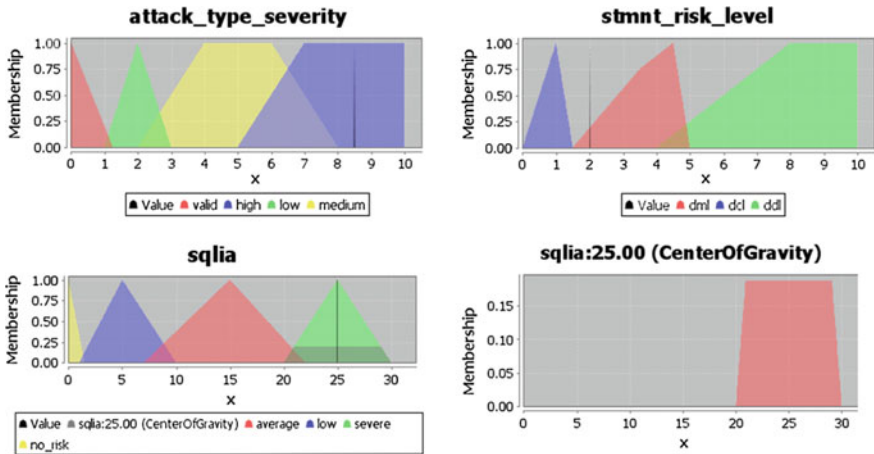 attack_type_severity
Membership
1.00
0.75
0.50
0.25
0.00
0 1 2 3 4 5 6 7 8 9 10
x
Value valid high low medium
stmnt_risk_level
Membership
1.00
0.75
0.50
0.25
0.00
0 1 2 3 4 5 6 7 8 9 10
x
Value dml dcl ddl
sqlia
Membership
1.00
0.75
0.50
0.25
0.00
0 5 10 15 20 25 30
x
Value sqlia:25.00 (CenterOfGravity) average low severe
no_risk
sqlia:25.00 (CenterOfGravity)
Membership
0.15
0.10
0.05
0.00
0 5 10 15 20 25 30
x